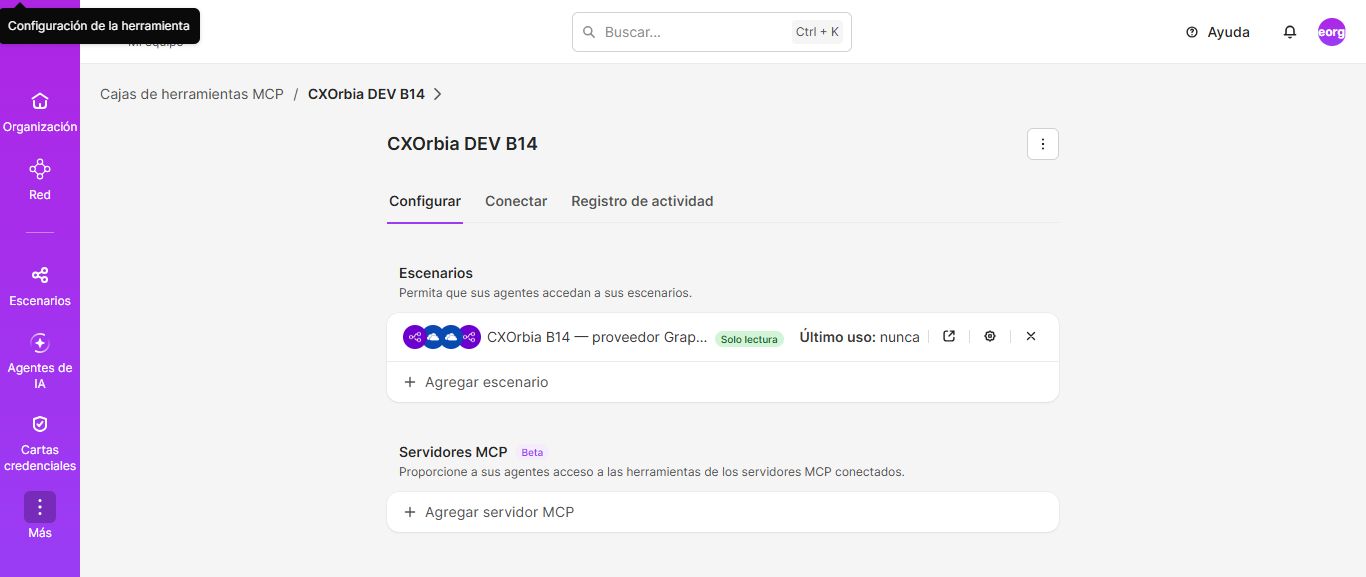 Configuración de la herramienta
Mi equipo
Buscar...
Ctrl + K
Ayuda
eorg
Organización
Red
Escenarios
Agentes de
IA
Cartas
credenciales
Más
Cajas de herramientas MCP / CXOrbia DEV B14
CXOrbia DEV B14
Configurar
Conectar
Registro de actividad
Escenarios
Permita que sus agentes accedan a sus escenarios.
CXOrbia B14 — proveedor Grap...
Solo lectura
Último uso: nunca
Agregar escenario
Servidores MCP
Beta
Proporcione a sus agentes acceso a las herramientas de los servidores MCP conectados.
Agregar servidor MCP